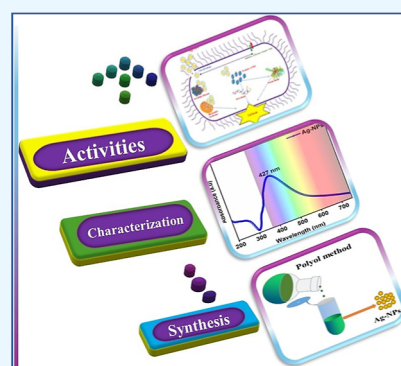 Activities
Ag-NPs
427 nm
Absorbance (AU)
200 300 400 500 600 700
Wavelength (nm)
Characterization
Polyol method
Ag-NPs
Synthesis